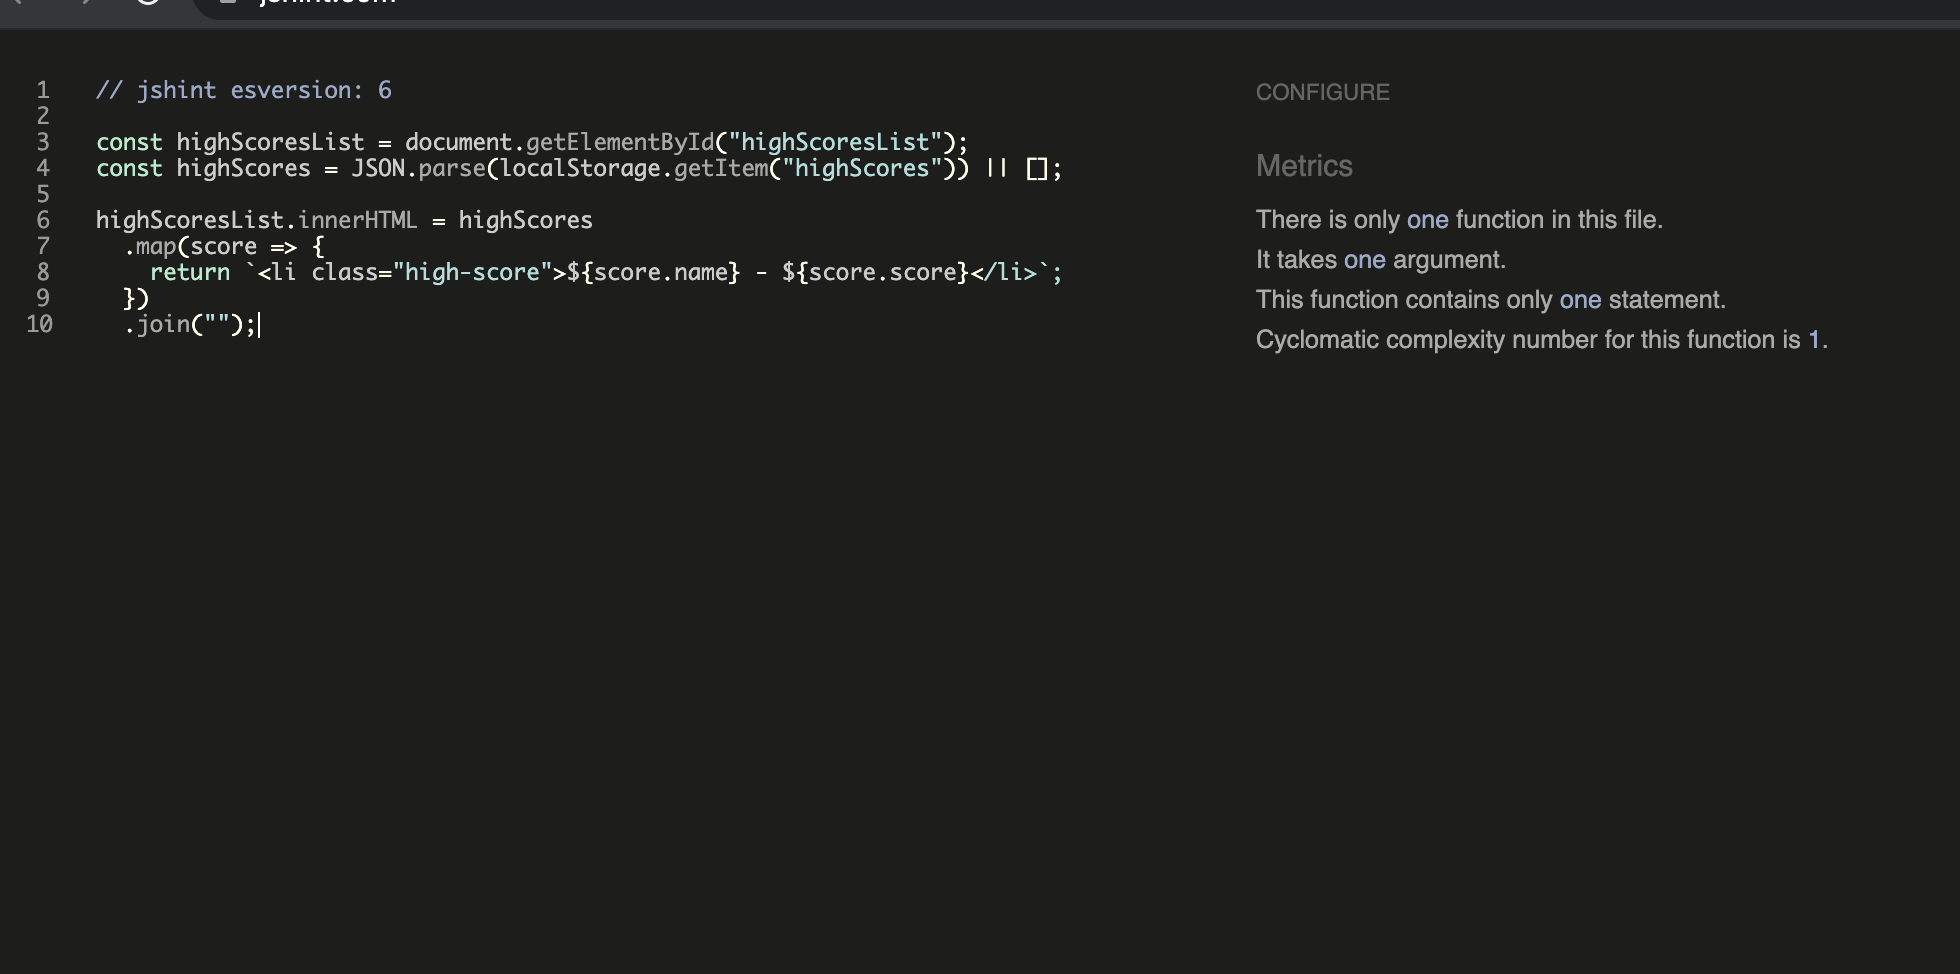 1 // jshint esversion: 6
2
3 const highScoresList = document.getElementById("highScoresList");
4 const highScores = JSON.parse(localStorage.getItem("highScores")) || [];
5
6 highScoresList.innerHTML = highScores
7 .map(score => {
8 return `<li class="high-score">${score.name} - ${score.score}</li>`;
9 })
10 .join("");
CONFIGURE
Metrics
There is only one function in this file.
It takes one argument.
This function contains only one statement.
Cyclomatic complexity number for this function is 1.